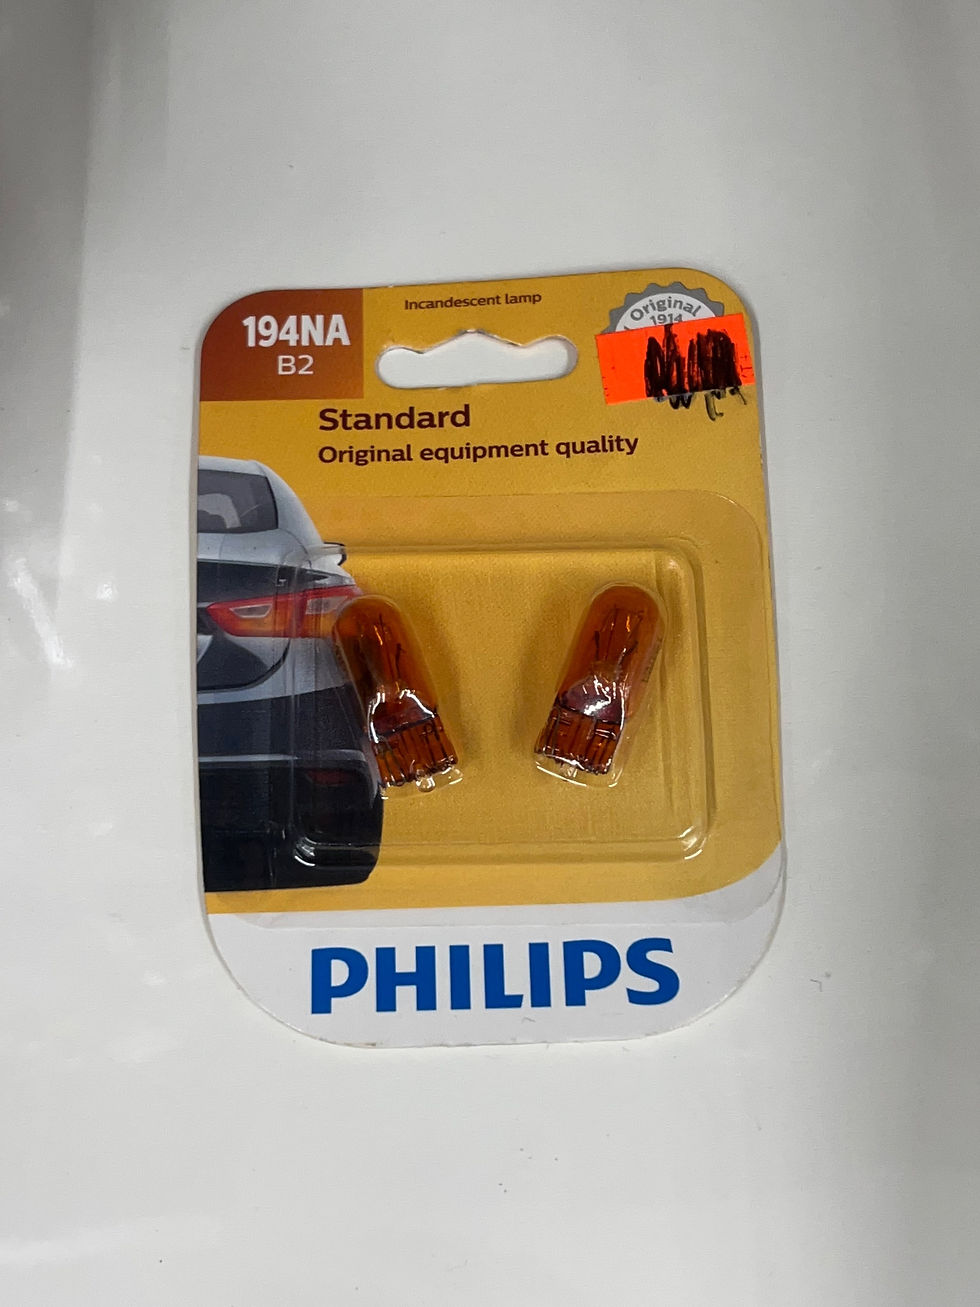 Incandescent lamp
194NA
B2
Original
1914
Standard
Original equipment quality
PHILIPS